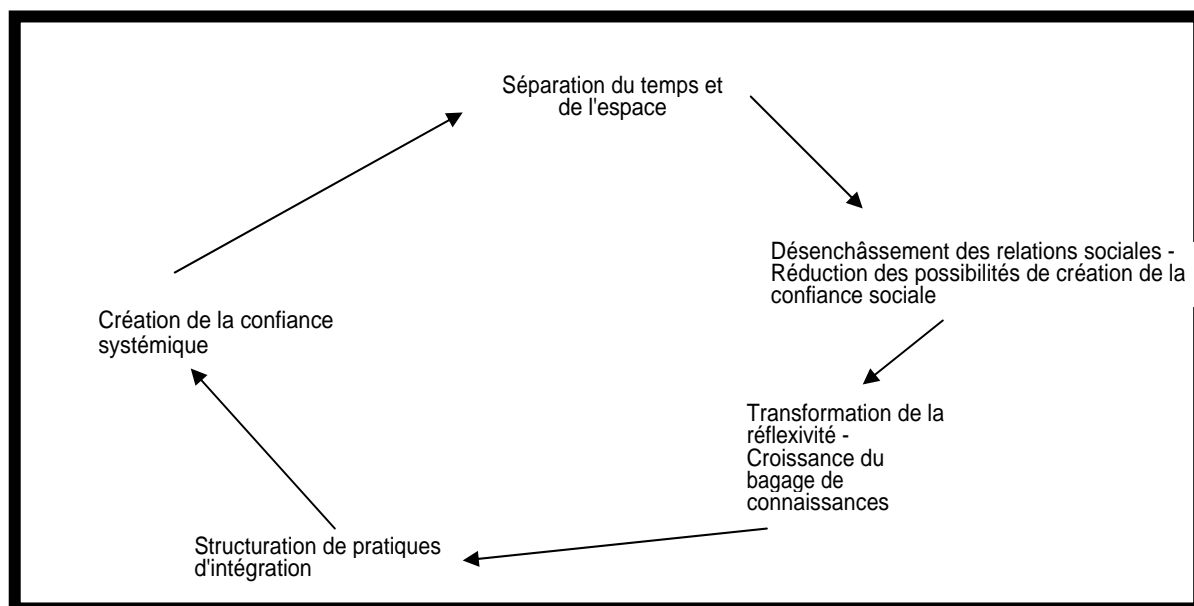 Séparation du temps et
de l'espace
Désenchâssement des relations sociales -
Réduction des possibilités de création de la
confiance sociale
Transformation de la
réflexivité -
Croissance du
bagage de
connaissances
Structuration de pratiques
d'intégration
Création de la confiance
systémique